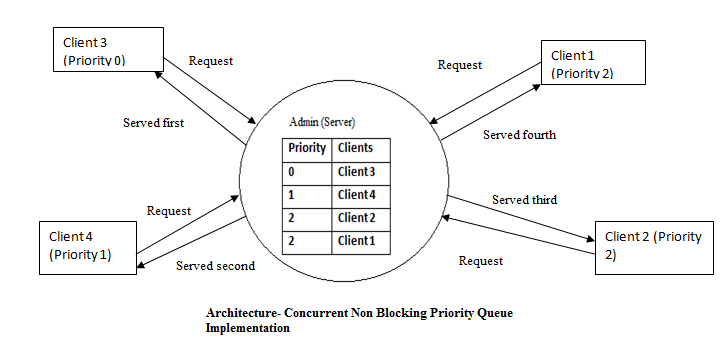 Client 3
(Priority 0)
Request
Served first
Client 1
(Priority 2)
Request
Served fourth
Admin (Server)
Priority Clients
0 Client3
1 Client4
2 Client2
2 Client1
Client 4
(Priority 1)
Request
Served second
Served third
Client 2 (Priority
2)
Request
Architecture- Concurrent Non Blocking Priority Queue
Implementation